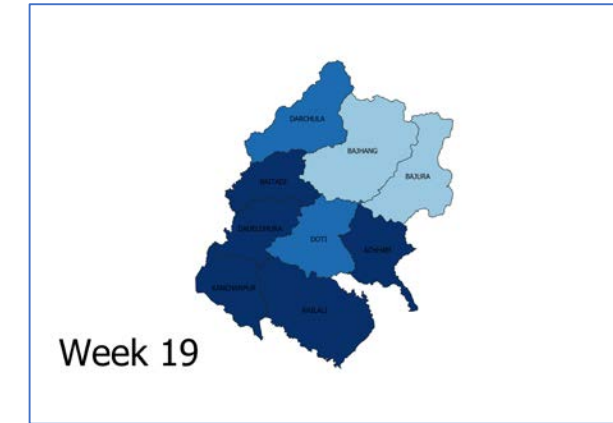 DARCHULA
BAJHANG
BAJURA
BAITADI
DADELDHURA
DOTI
ACHHAM
KANCHANPUR
KAILALI
Week 19